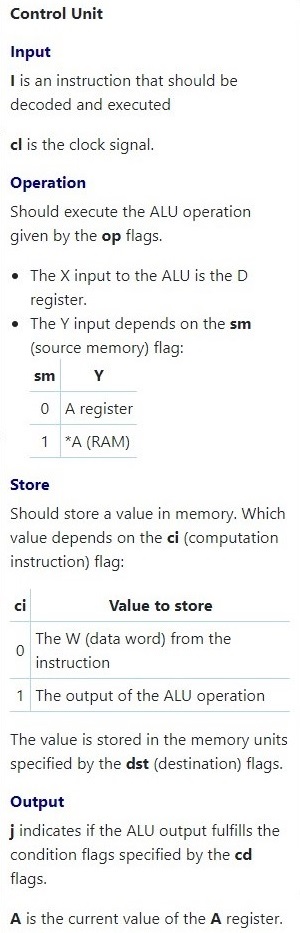 Control Unit
Input
I is an instruction that should be
decoded and executed
cl is the clock signal.
Operation
Should execute the ALU operation
given by the op flags.
• The X input to the ALU is the D
register.
• The Y input depends on the sm
(source memory) flag:
sm Y
0 A register
1 *A (RAM)
Store
Should store a value in memory. Which
value depends on the ci (computation
instruction) flag:
ci Value to store
0 The W (data word) from the
instruction
1 The output of the ALU operation
The value is stored in the memory units
specified by the dst (destination) flags.
Output
j indicates if the ALU output fulfills the
condition flags specified by the cd
flags.
A is the current value of the A register.